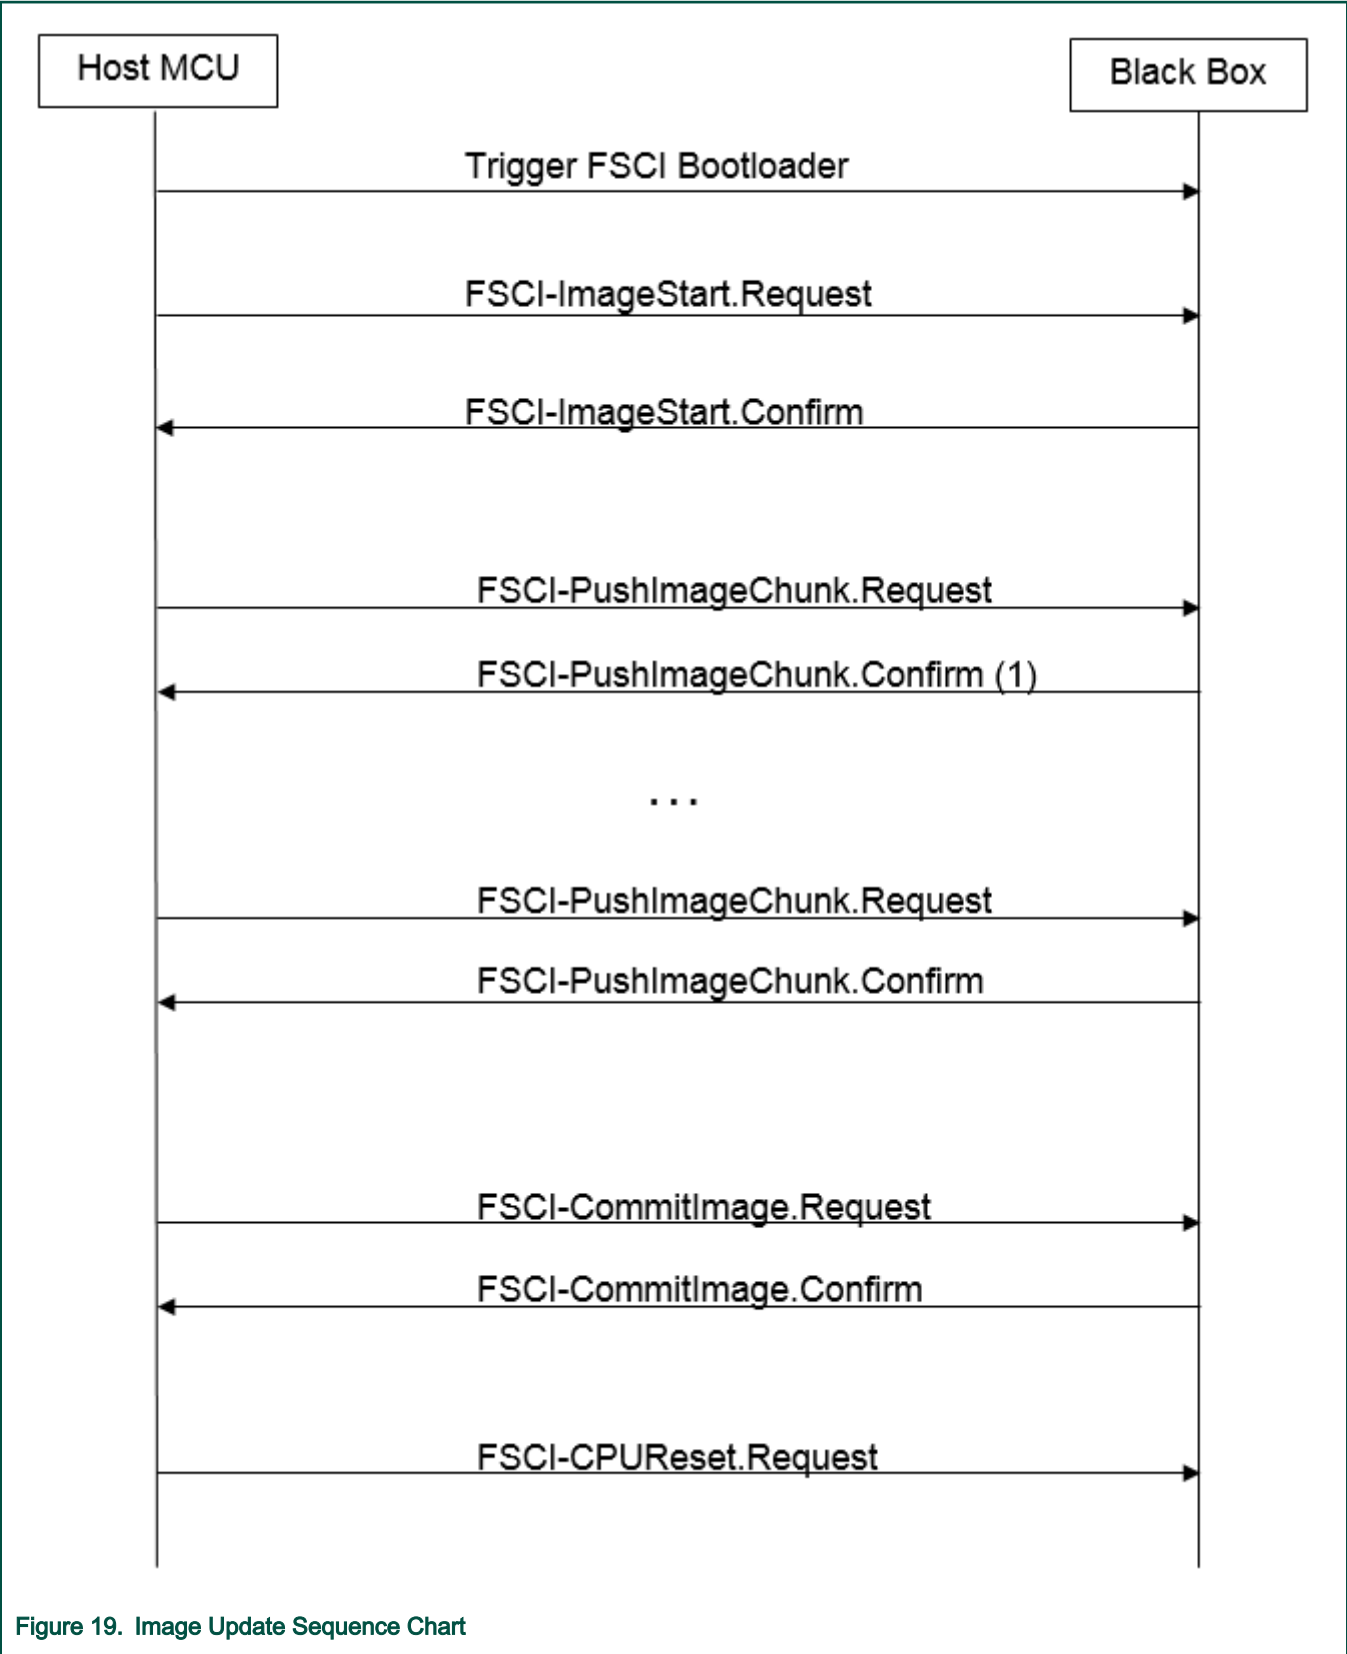 Host MCU
Black Box
Trigger FSCI Bootloader
FSCI-ImageStart.Request
FSCI-ImageStart.Confirm
FSCI-PushImageChunk.Request
FSCI-PushImageChunk.Confirm (1)
...
FSCI-PushImageChunk.Request
FSCI-PushImageChunk.Confirm
FSCI-CommitImage.Request
FSCI-CommitImage.Confirm
FSCI-CPUReset.Request
Figure 19. Image Update Sequence Chart